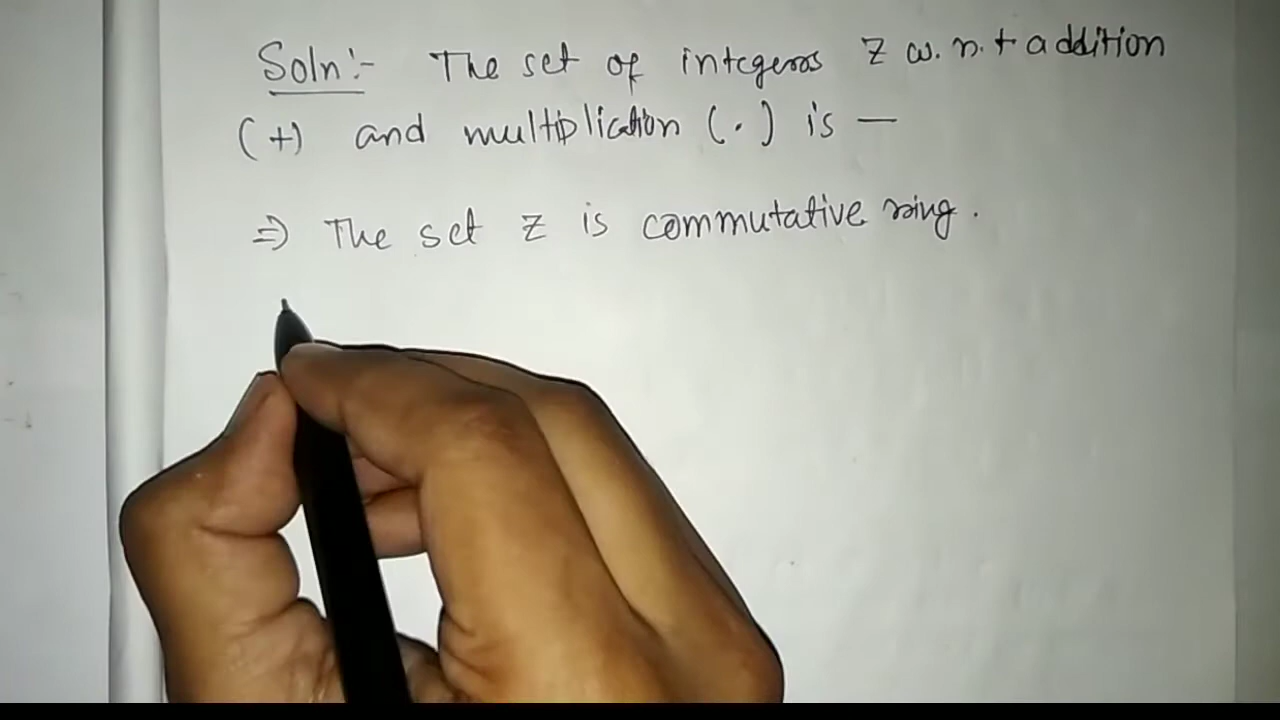 Soln:- The set of integers Z w.r.t addition
(+) and multiplication (.) is —
⇒ The set Z is commutative ring.